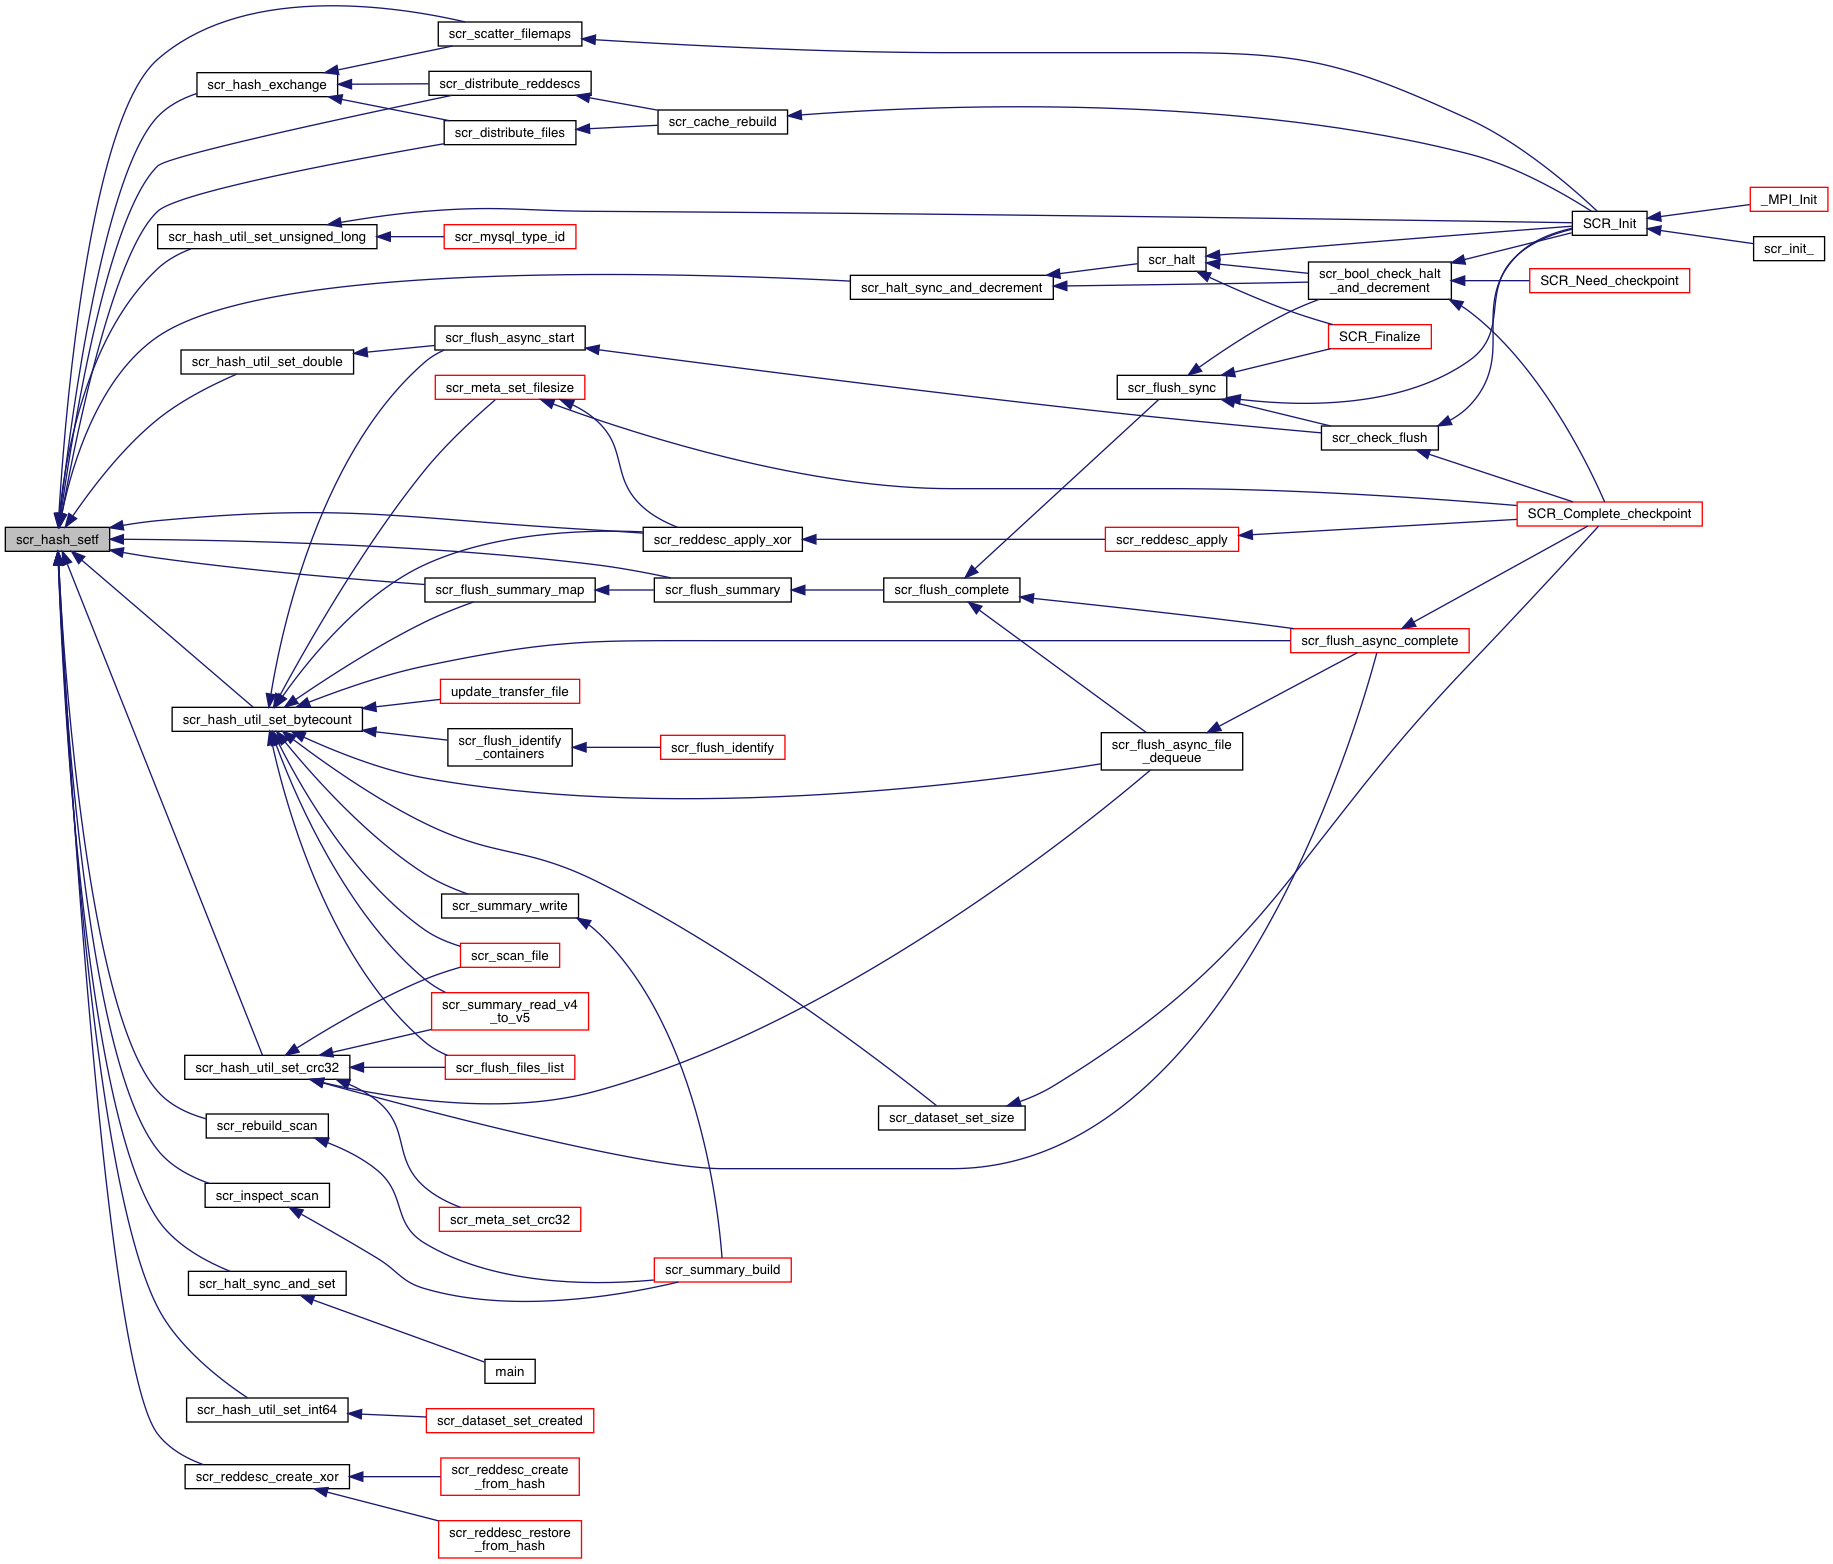 scr_scatter_filemaps
scr_hash_exchange
scr_distribute_reddescs
scr_cache_rebuild
scr_distribute_files
_MPI_Init
SCR_Init
scr_hash_util_set_unsigned_long
scr_mysql_type_id
scr_init_
scr_halt
scr_bool_check_halt
_and_decrement
SCR_Need_checkpoint
scr_halt_sync_and_decrement
scr_flush_async_start
SCR_Finalize
scr_hash_util_set_double
scr_meta_set_filesize
scr_flush_sync
scr_check_flush
SCR_Complete_checkpoint
scr_hash_setf
scr_reddesc_apply_xor
scr_reddesc_apply
scr_flush_summary_map
scr_flush_summary
scr_flush_complete
scr_flush_async_complete
update_transfer_file
scr_hash_util_set_bytecount
scr_flush_identify
_containers
scr_flush_identify
scr_flush_async_file
_dequeue
scr_summary_write
scr_scan_file
scr_summary_read_v4
_to_v5
scr_hash_util_set_crc32
scr_flush_files_list
scr_dataset_set_size
scr_rebuild_scan
scr_inspect_scan
scr_meta_set_crc32
scr_summary_build
scr_halt_sync_and_set
main
scr_hash_util_set_int64
scr_dataset_set_created
scr_reddesc_create_xor
scr_reddesc_create
_from_hash
scr_reddesc_restore
_from_hash